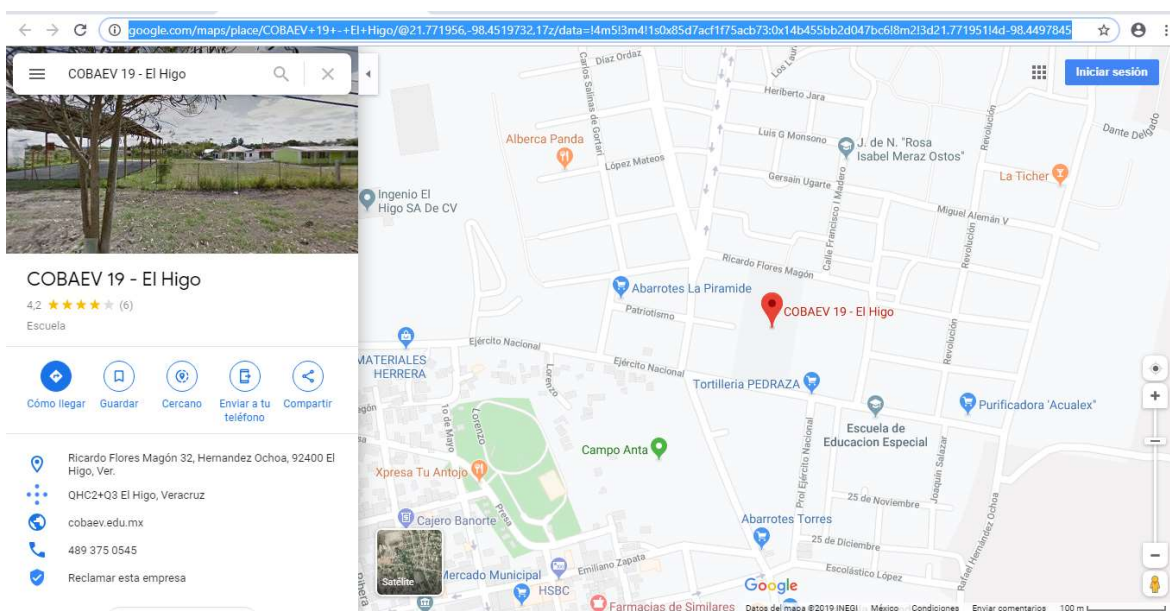 google.com/maps/place/COBAEV+19+-+El+Higo/@21.771956,-98.4519732,17z/data=!4m5!3m4!1s0x85d7acf1f75acb73:0x14b455bb2d047bc6!8m2!3d21.771951!4d-98.4497845
COBAEV 19 - El Higo
COBAEV 19 - El Higo
4,2 ★★★★★ (6)
Escuela
Cómo llegar
Guardar
Cercano
Enviar a tu
teléfono
Compartir
Ricardo Flores Magón 32, Hernandez Ochoa, 92400 El
Higo, Ver.
QHC2+Q3 El Higo, Veracruz
cobaev.edu.mx
489 375 0545
Reclamar esta empresa
Iniciar sesión
Diaz Ordaz
Carlos Salinas de Gortari
Heriberto Jara
Alberca Panda
López Mateos
Luis G Monsono
J. de N. "Rosa
Isabel Meraz Ostos"
Revolución
Dante Delgado
La Ticher
Gersain Ugarte
Calle Francisco I Madero
Ingenio El
Higo SA De CV
Miguel Alemán V
Revolución
Ricardo Flores Magón
Abarrotes La Piramide
Patriotismo
COBAEV 19 - El Higo
Revolución
Ejército Nacional
MATERIALES
HERRERA
Lorenzo
Ejército Nacional
Tortilleria PEDRAZA
Purificadora 'Acualex"
Escuela de
Educacion Especial
1o de Mayo
Lorenzo
Campo Anta
Xpresa Tu Antojo
Prol Ejército Nacional
Joaquín Salazar
25 de Noviembre
Presa
Cajero Banorte
Abarrotes Torres
25 de Diciembre
Rafael Hernández Ochoa
Satélite
Mercado Municipal
Emiliano Zapata
Escolástico López
HSBC
Google
Farmacias de Similares
Datos del mapa ©2019 INEGI
México
Condiciones
Enviar comentarios
100 m